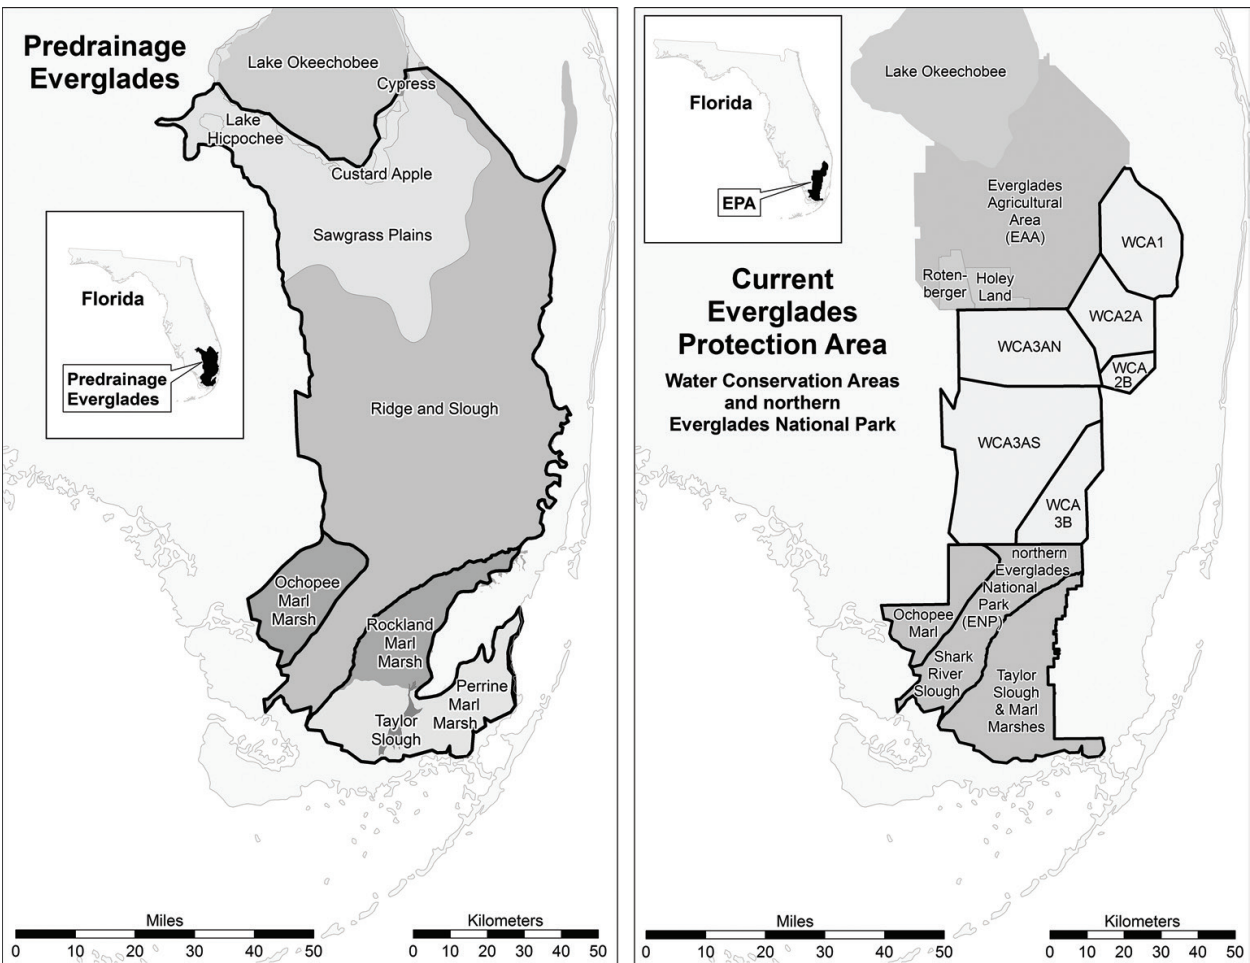 Predrainage
Everglades
Lake Okeechobee
Cypress
Lake
Hicpochee
Custard Apple
Sawgrass Plains
Florida
Predrainage
Everglades
Ridge and Slough
Ochopee
Marl
Marsh
Rockland
Marl
Marsh
Perrine
Marl
Marsh
Taylor
Slough
Miles
0 10 20 30 40 50
Kilometers
0 10 20 30 40 50
Lake Okeechobee
Florida
EPA
Everglades
Agricultural
Area
(EAA)
WCA1
Roten-
berger
Holey
Land
Current
Everglades
Protection Area
Water Conservation Areas
and northern
Everglades National Park
WCA2A
WCA3AN
WCA
2B
WCA3AS
WCA
3B
northern
Everglades
National
Park
(ENP)
Ochopee
Marl
Shark
River
Slough
Taylor
Slough
& Marl
Marshes
Miles
0 10 20 30 40 50
Kilometers
0 10 20 30 40 50